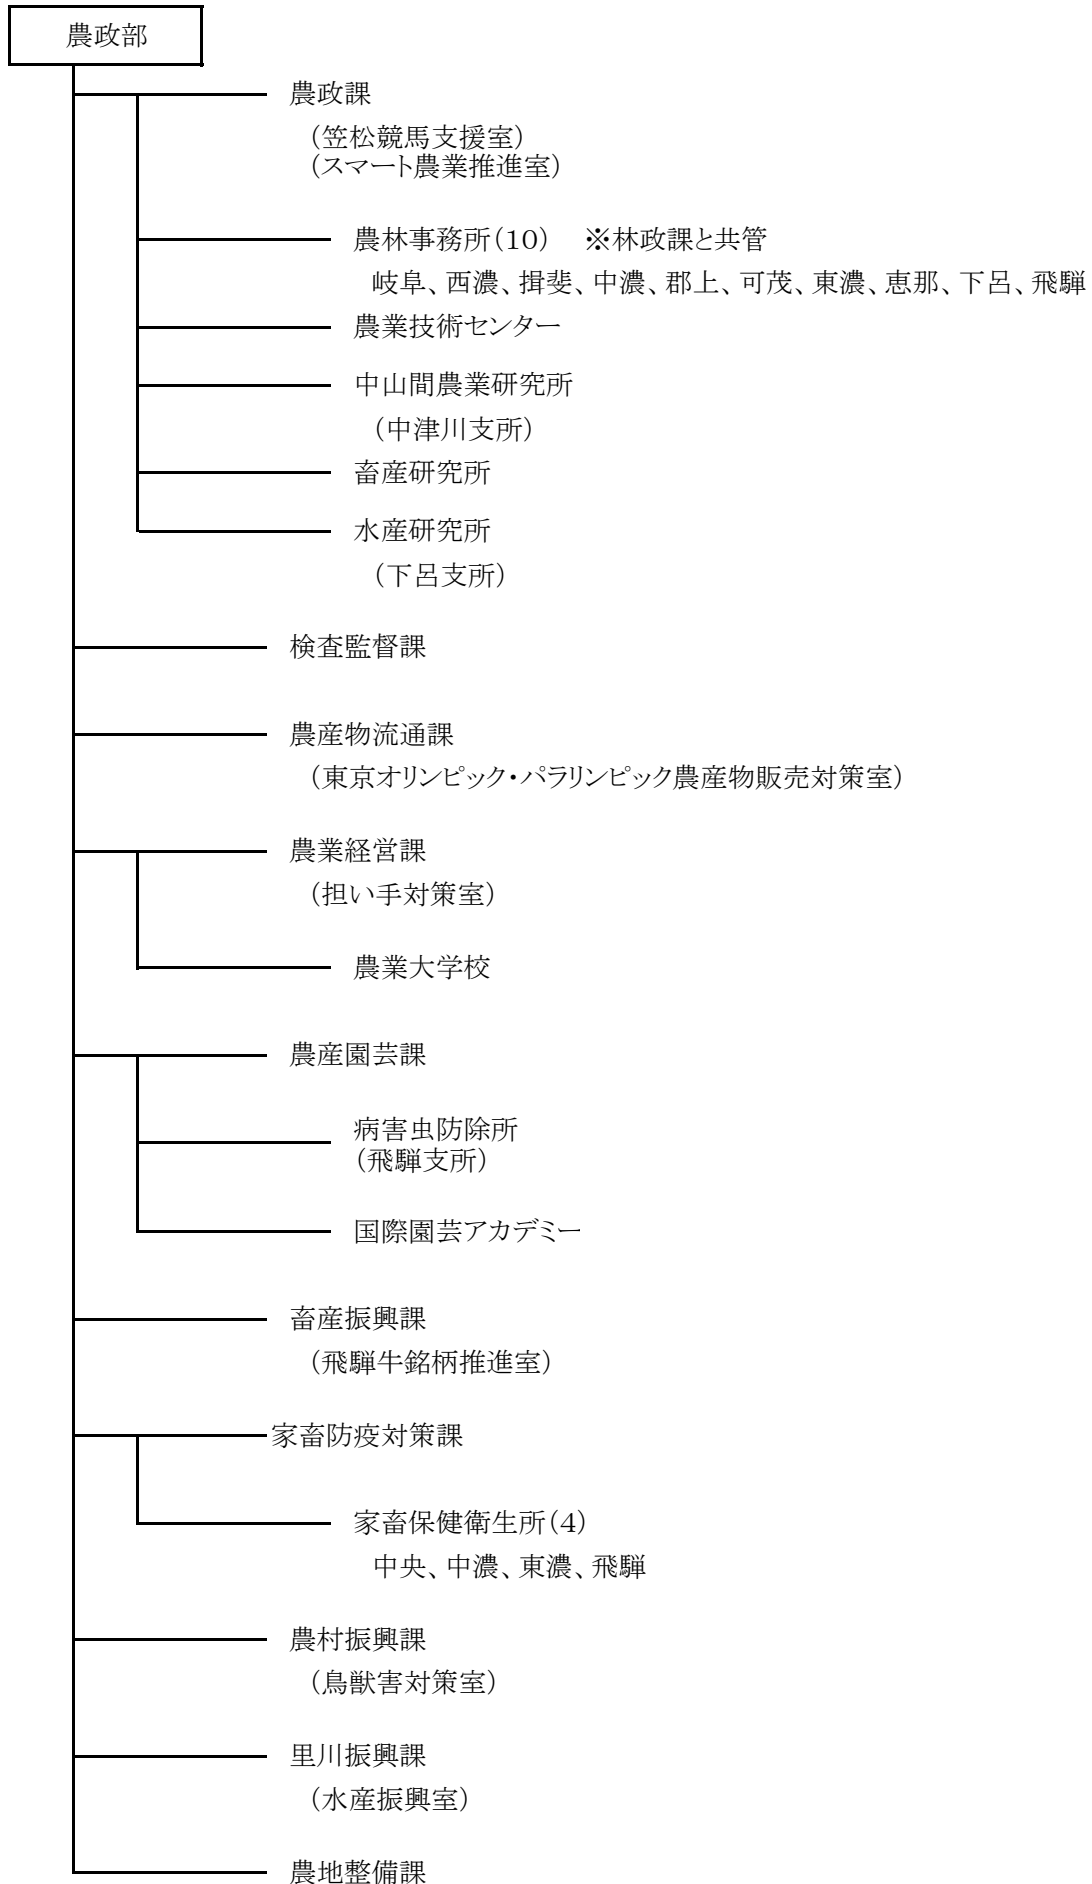 農政部
農政課
（笠松競馬支援室）
（スマート農業推進室）
農林事務所（10）　※林政課と共管
岐阜、西濃、揖斐、中濃、郡上、可茂、東濃、恵那、下呂、飛騨
農業技術センター
中山間農業研究所
（中津川支所）
畜産研究所
水産研究所
（下呂支所）
検査監督課
農産物流通課
（東京オリンピック・パラリンピック農産物販売対策室）
農業経営課
（担い手対策室）
農業大学校
農産園芸課
病害虫防除所
（飛騨支所）
国際園芸アカデミー
畜産振興課
（飛騨牛銘柄推進室）
家畜防疫対策課
家畜保健衛生所（4）
中央、中濃、東濃、飛騨
農村振興課
（鳥獣害対策室）
里川振興課
（水産振興室）
農地整備課